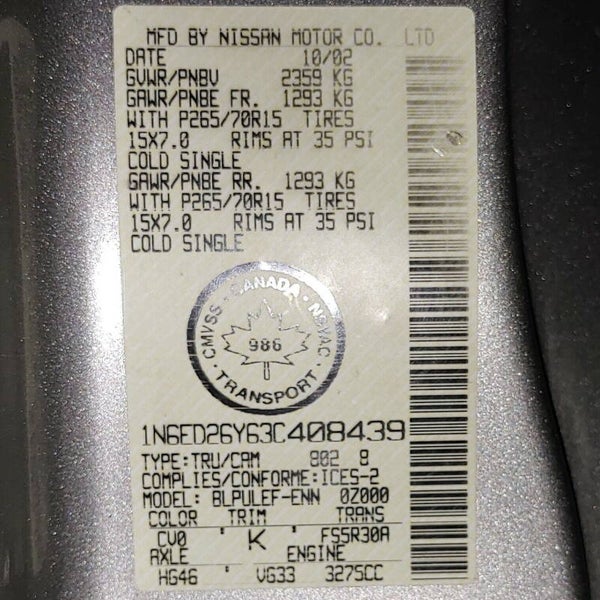 MFD BY NISSAN MOTOR CO. LTD
DATE 10/02
GVWR/PNBV 2359 KG
GAWR/PNBE FR. 1293 KG
WITH P265/70R15 TIRES
15X7.0 RIMS AT 35 PSI
COLD SINGLE
GAWR/PNBE RR. 1293 KG
WITH P265/70R15 TIRES
15X7.0 RIMS AT 35 PSI
COLD SINGLE
CMVSS - CANADA - NSVAC
986
TRANSPORT
1N6ED26Y63C408439
TYPE:TRU/CAM 802 8
COMPLIES/CONFORME:ICES-2
MODEL: BLPULEF-ENN 0Z000
COLOR TRIM TRANS
CV0 ' K ' FS5R30A
AXLE ENGINE
HG46 ' VG33 3275CC